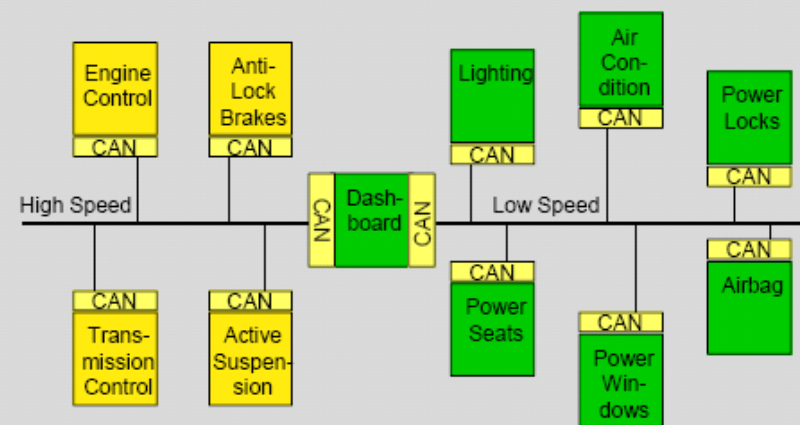 Engine
Control
CAN
Anti-
Lock
Brakes
CAN
Lighting
CAN
Air
Con-
dition
CAN
Power
Locks
CAN
High Speed
CAN
Dash-
board
CAN
Low Speed
CAN
Trans-
mission
Control
CAN
Active
Suspen-
sion
CAN
Power
Seats
CAN
Power
Win-
dows
CAN
Airbag